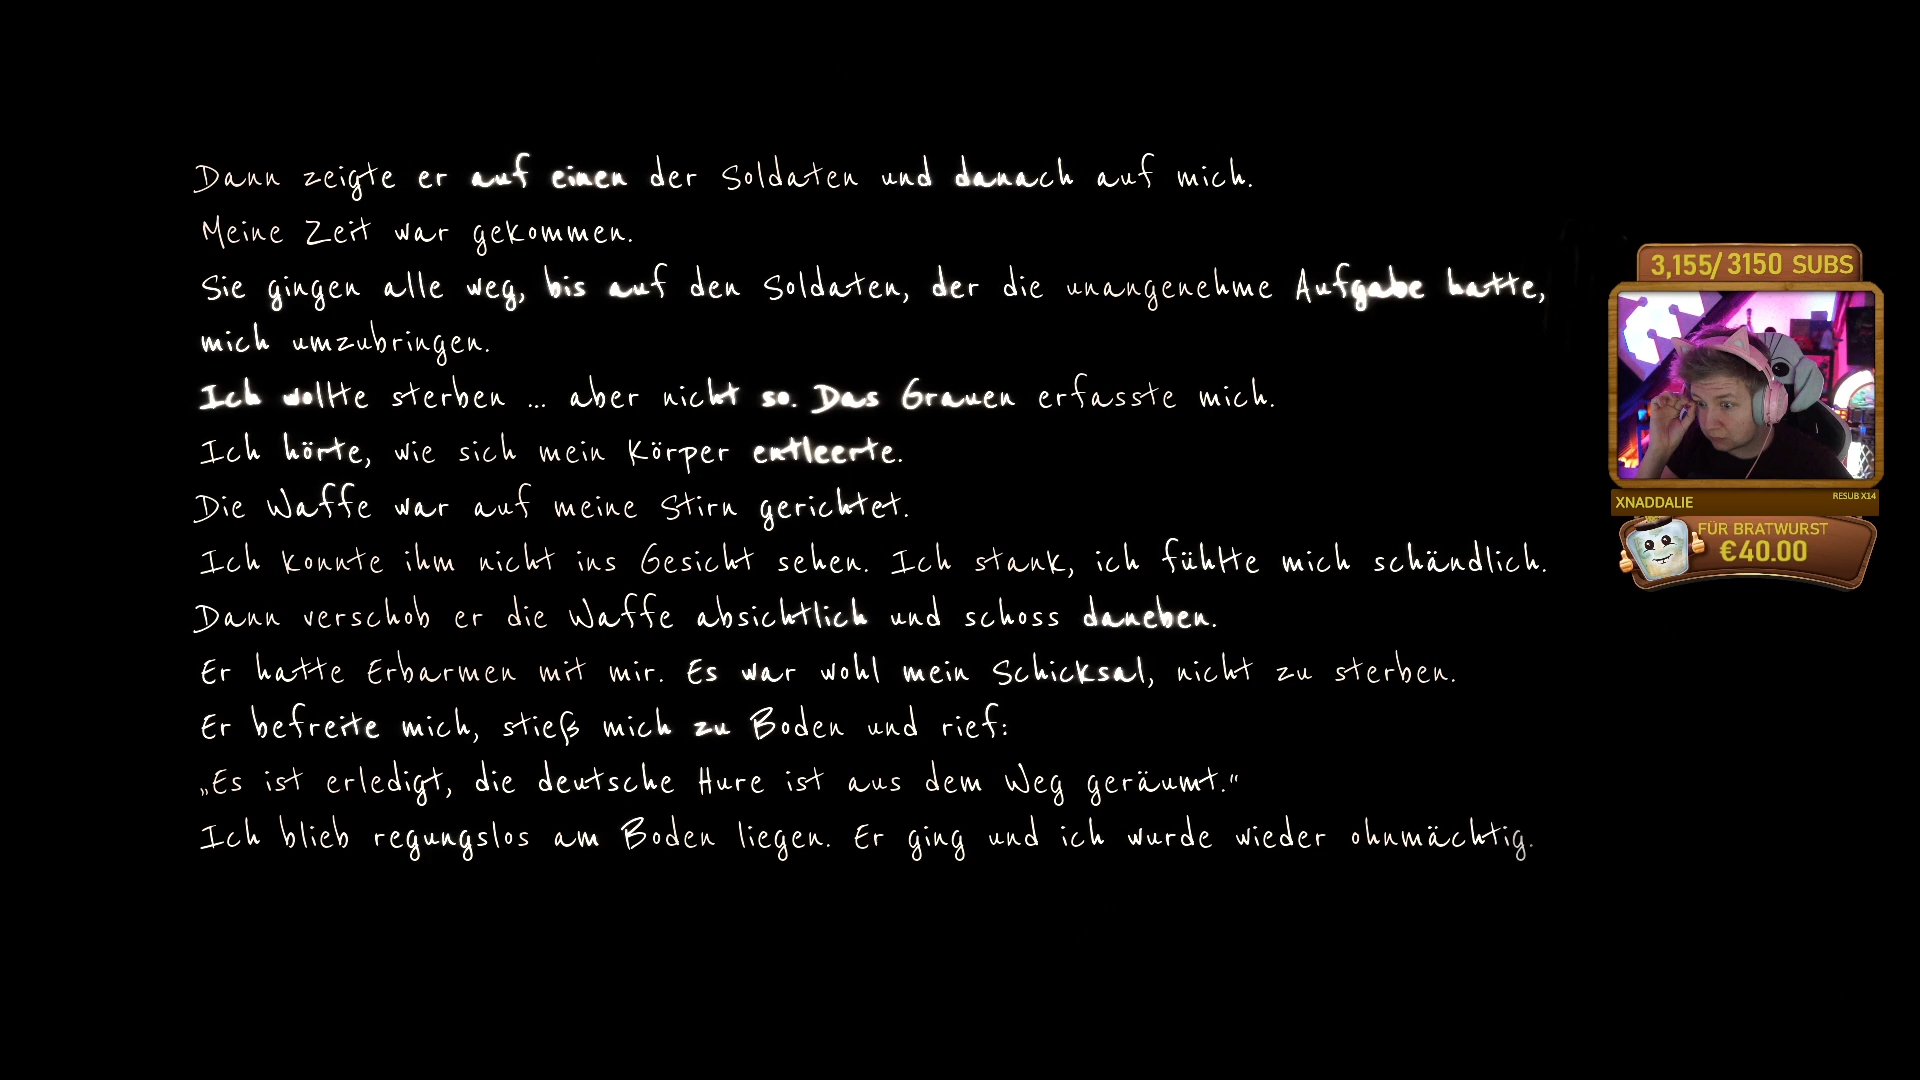 Dann zeigte er auf einen der Soldaten und danach auf mich.
Meine Zeit war gekommen.
Sie gingen alle weg, bis auf den Soldaten, der die unangenehme Aufgabe hatte,
mich umzubringen.
Ich wollte sterben ... aber nicht so. Das Grauen erfasste mich.
Ich hörte, wie sich mein Körper entleerte.
Die Waffe war auf meine Stirn gerichtet.
Ich konnte ihm nicht ins Gesicht sehen. Ich stank, ich fühlte mich schändlich.
Dann verschob er die Waffe absichtlich und schoss daneben.
Er hatte Erbarmen mit mir. Es war wohl mein Schicksal, nicht zu sterben.
Er befreite mich, stieß mich zu Boden und rief:
„Es ist erledigt, die deutsche Hure ist aus dem Weg geräumt."
Ich blieb regungslos am Boden liegen. Er ging und ich wurde wieder ohnmächtig.
3,155/3150 SUBS
XNADDALIE RESUB X14
FÜR BRATWURST
€40.00